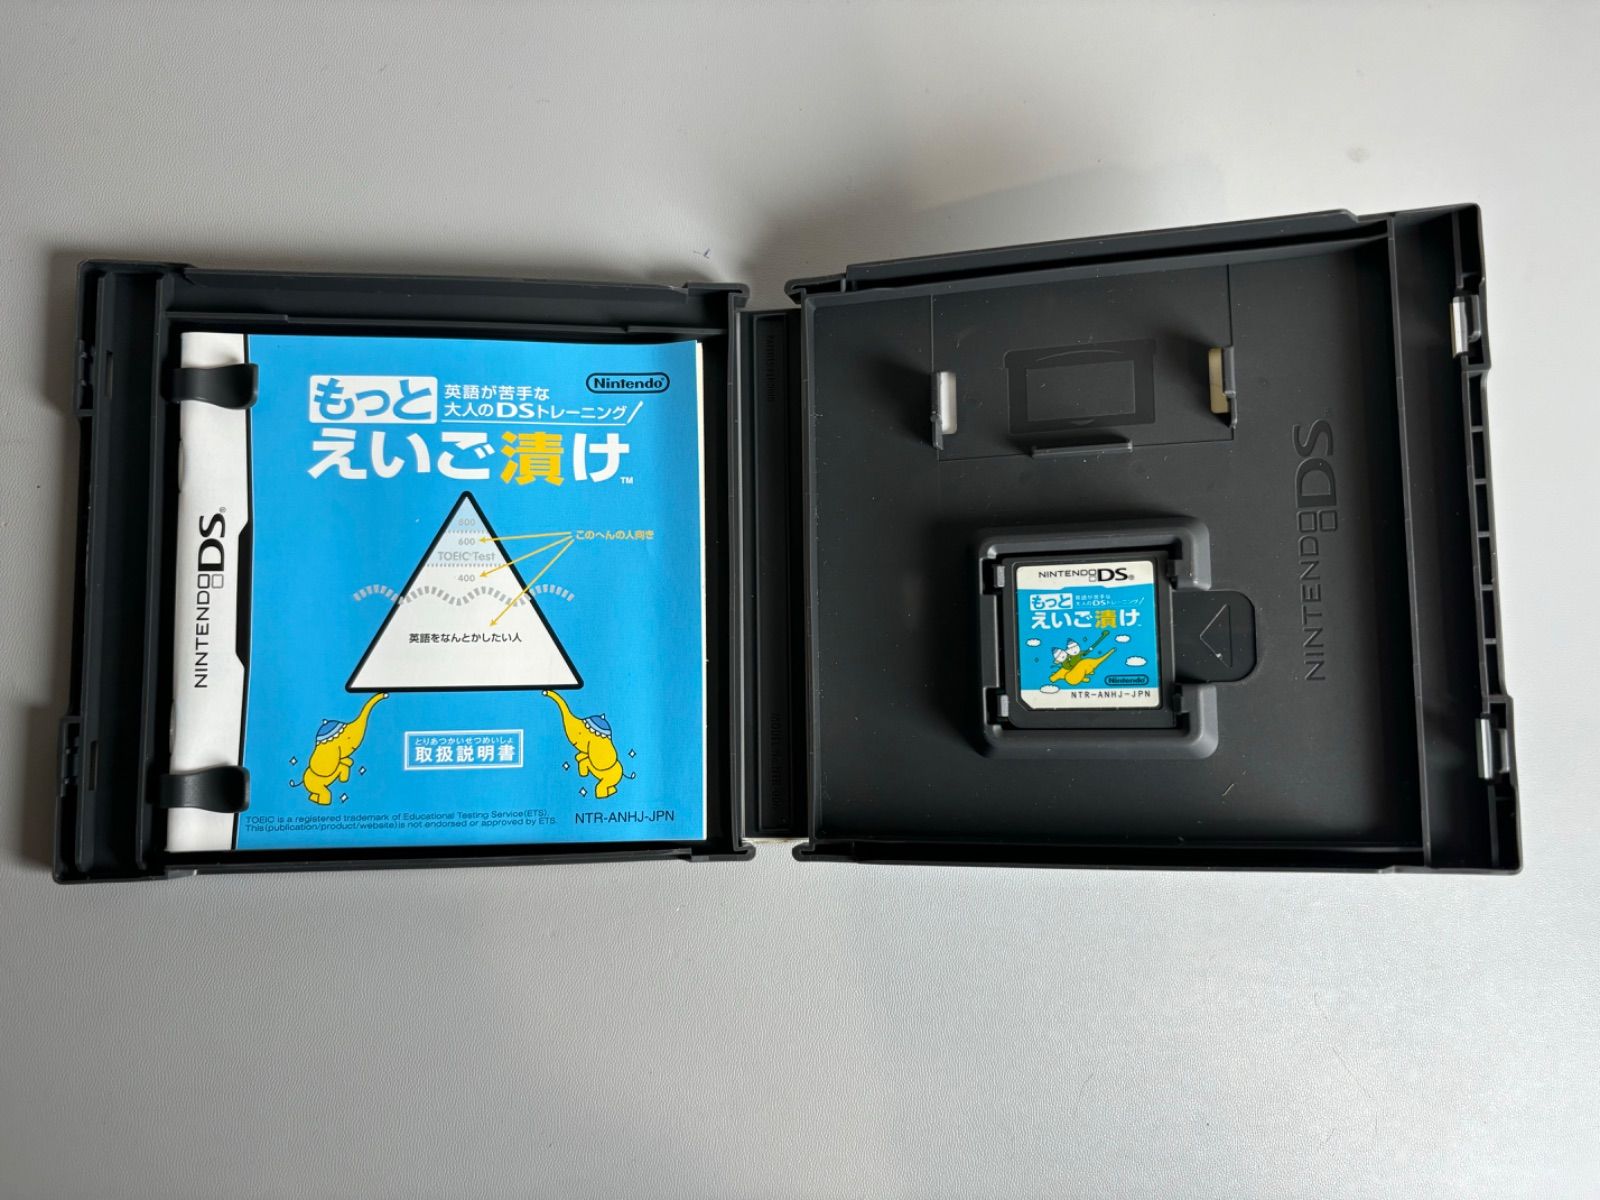 Nintendo
もっと
英語が苦手な
大人のDSトレーニング
えいご漬け™
800
600
このへんの人向き
TOEIC® Test
400
英語をなんとかしたい人
とりあつかいせつめいしょ
取扱説明書
TOEIC is a registered trademark of Educational Testing Service(ETS).
This(publication/product/website)is not endorsed or approved by ETS.
NTR-ANHJ-JPN
NINTENDO DS®
NINTENDO DS®
もっと
英語が苦手な
大人のDSトレーニング
えいご漬け
Nintendo
NTR-ANHJ-JPN
NINTENDO DS